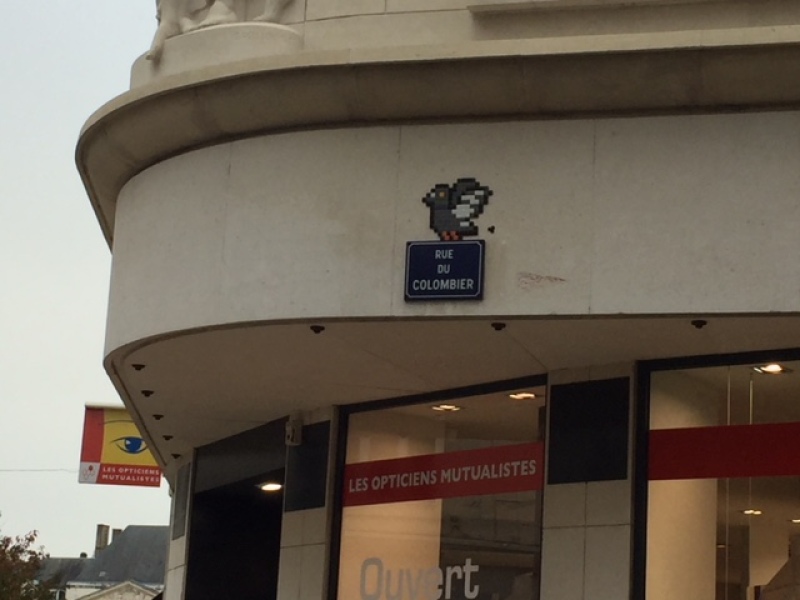 RUE
DU
COLOMBIER
LES OPTICIENS
MUTUALISTES
LES OPTICIENS MUTUALISTES
Ouvert